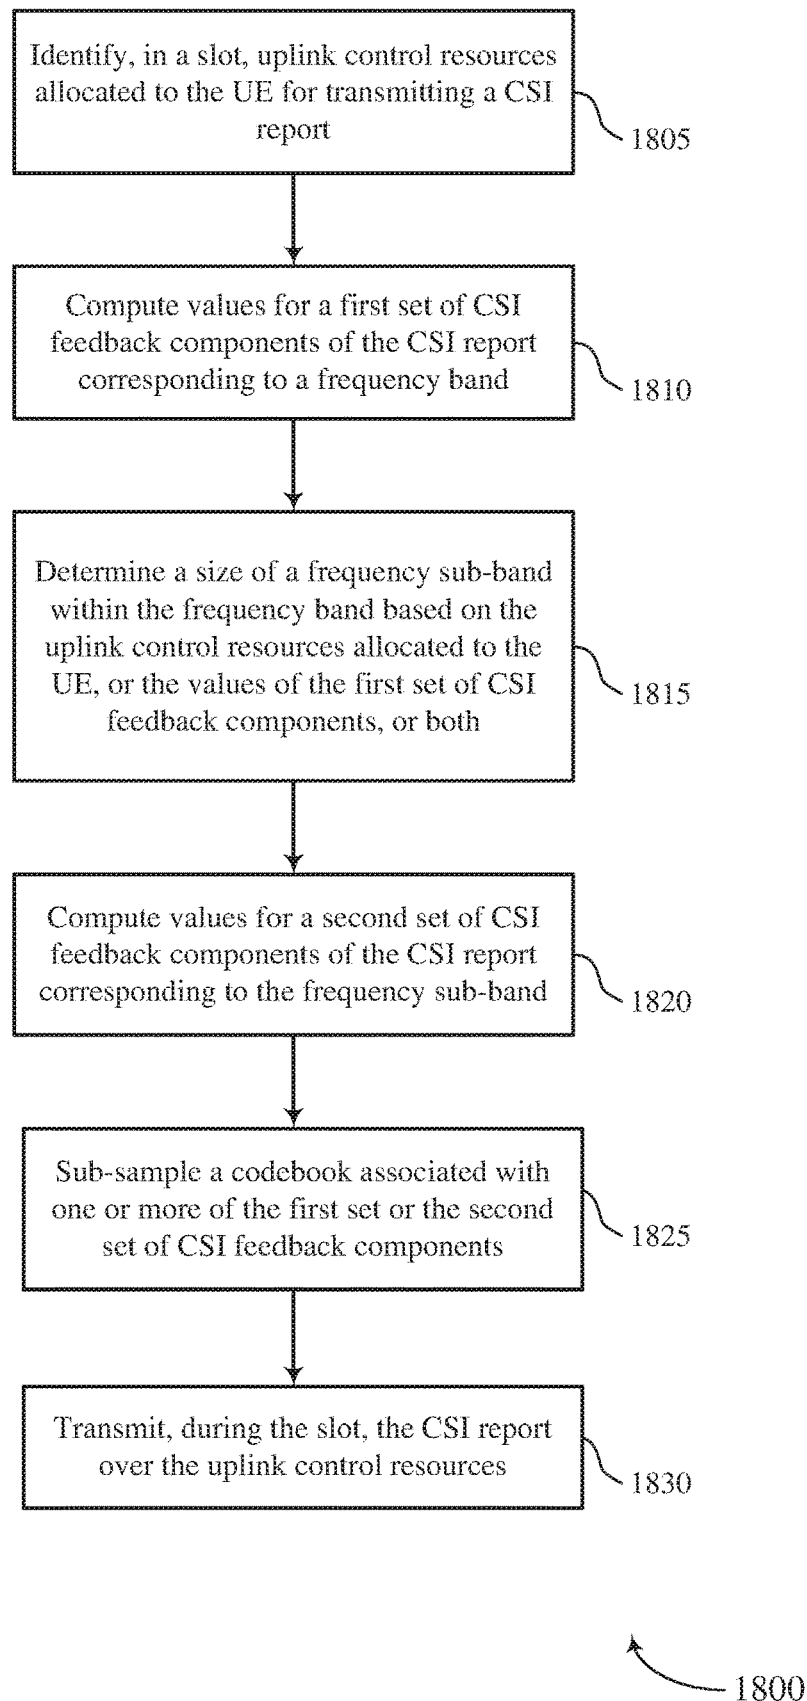 Identify, in a slot, uplink control resources
allocated to the UE for transmitting a CSI
report
1805
Compute values for a first set of CSI
feedback components of the CSI report
corresponding to a frequency band
1810
Determine a size of a frequency sub-band
within the frequency band based on the
uplink control resources allocated to the
UE, or the values of the first set of CSI
feedback components, or both
1815
Compute values for a second set of CSI
feedback components of the CSI report
corresponding to the frequency sub-band
1820
Sub-sample a codebook associated with
one or more of the first set or the second
set of CSI feedback components
1825
Transmit, during the slot, the CSI report
over the uplink control resources
1830
1800